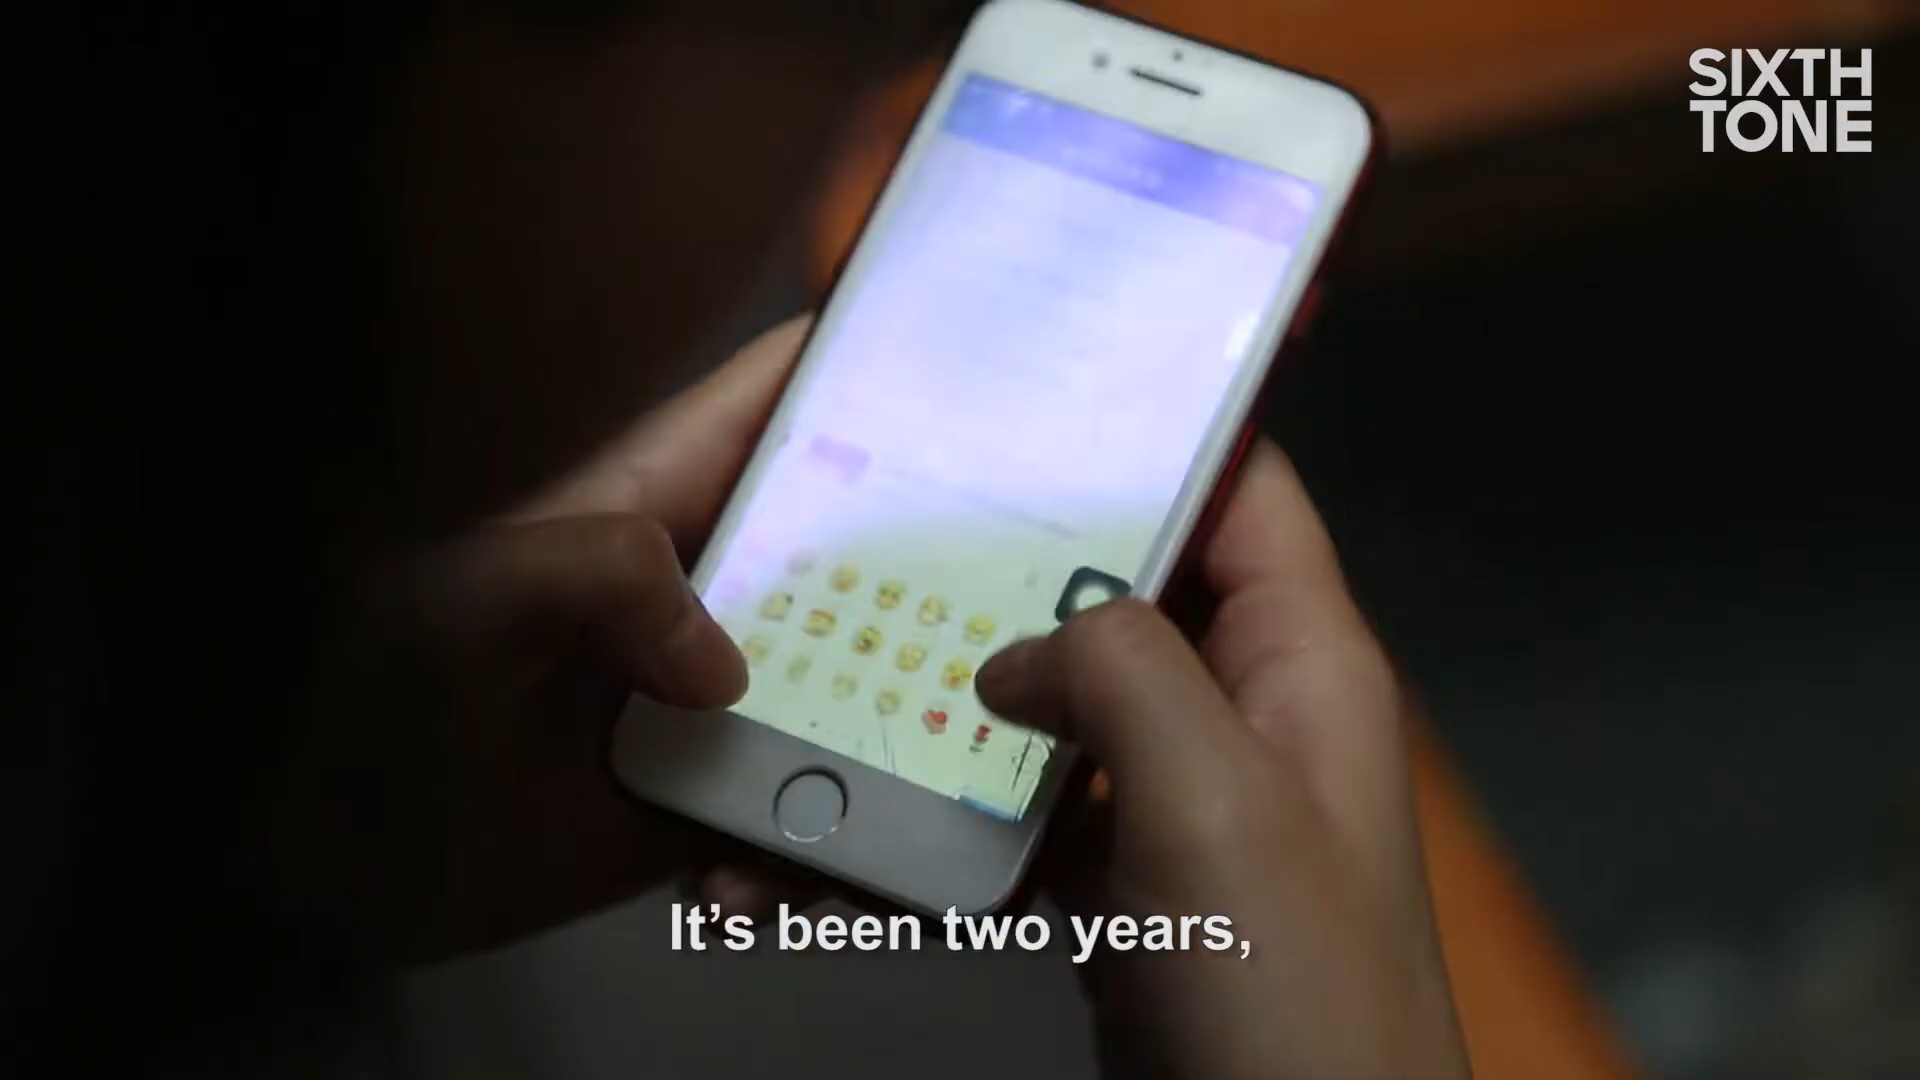 SIXTH
TONE
It’s been two years,